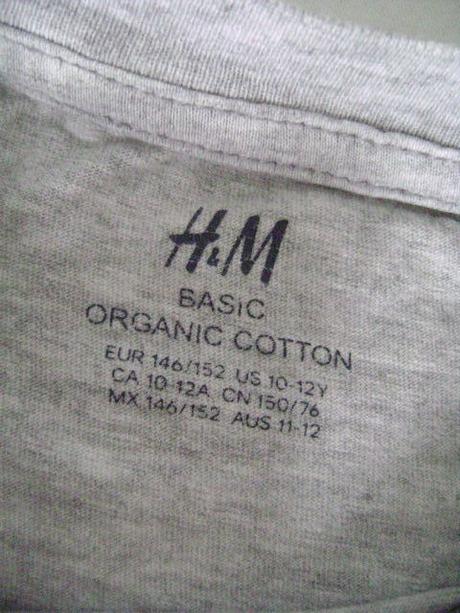 H&M
BASIC
ORGANIC COTTON
EUR 146/152 US 10-12Y
CA 10-12A CN 150/76
MX 146/152 AUS 11-12